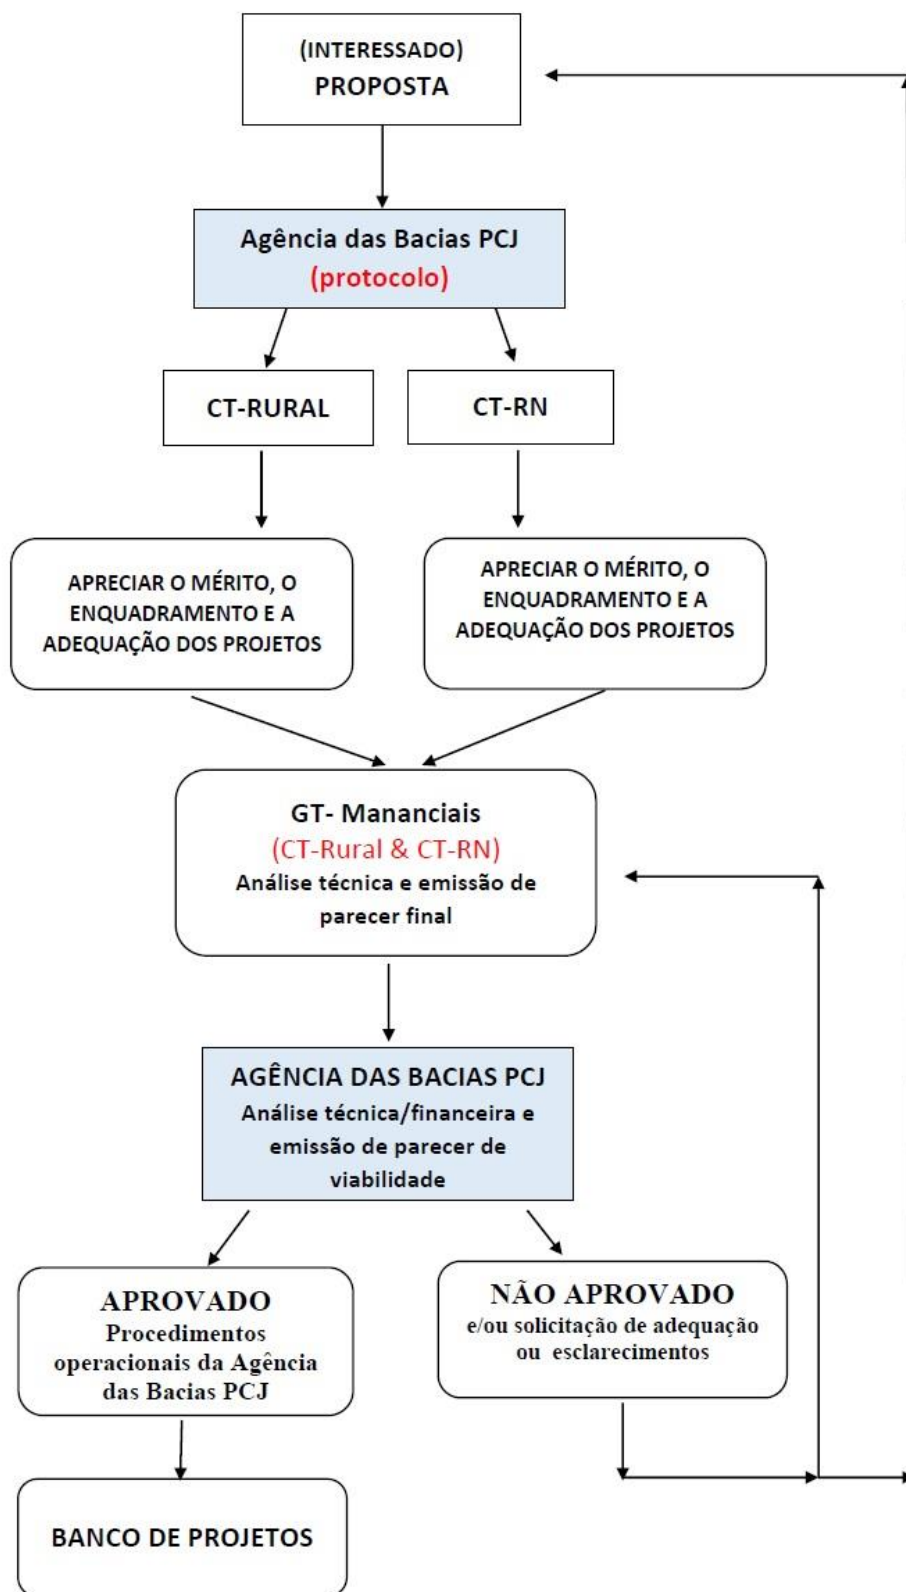 (INTERESSADO)
PROPOSTA
Agência das Bacias PCJ
(protocolo)
CT-RURAL
CT-RN
APRECIAR O MÉRITO, O
ENQUADRAMENTO E A
ADEQUAÇÃO DOS PROJETOS
APRECIAR O MÉRITO, O
ENQUADRAMENTO E A
ADEQUAÇÃO DOS PROJETOS
GT- Mananciais
(CT-Rural & CT-RN)
Análise técnica e emissão de
parecer final
AGÊNCIA DAS BACIAS PCJ
Análise técnica/financeira e
emissão de parecer de
viabilidade
APROVADO
Procedimentos
operacionais da Agência
das Bacias PCJ
NÃO APROVADO
e/ou solicitação de adequação
ou esclarecimentos
BANCO DE PROJETOS